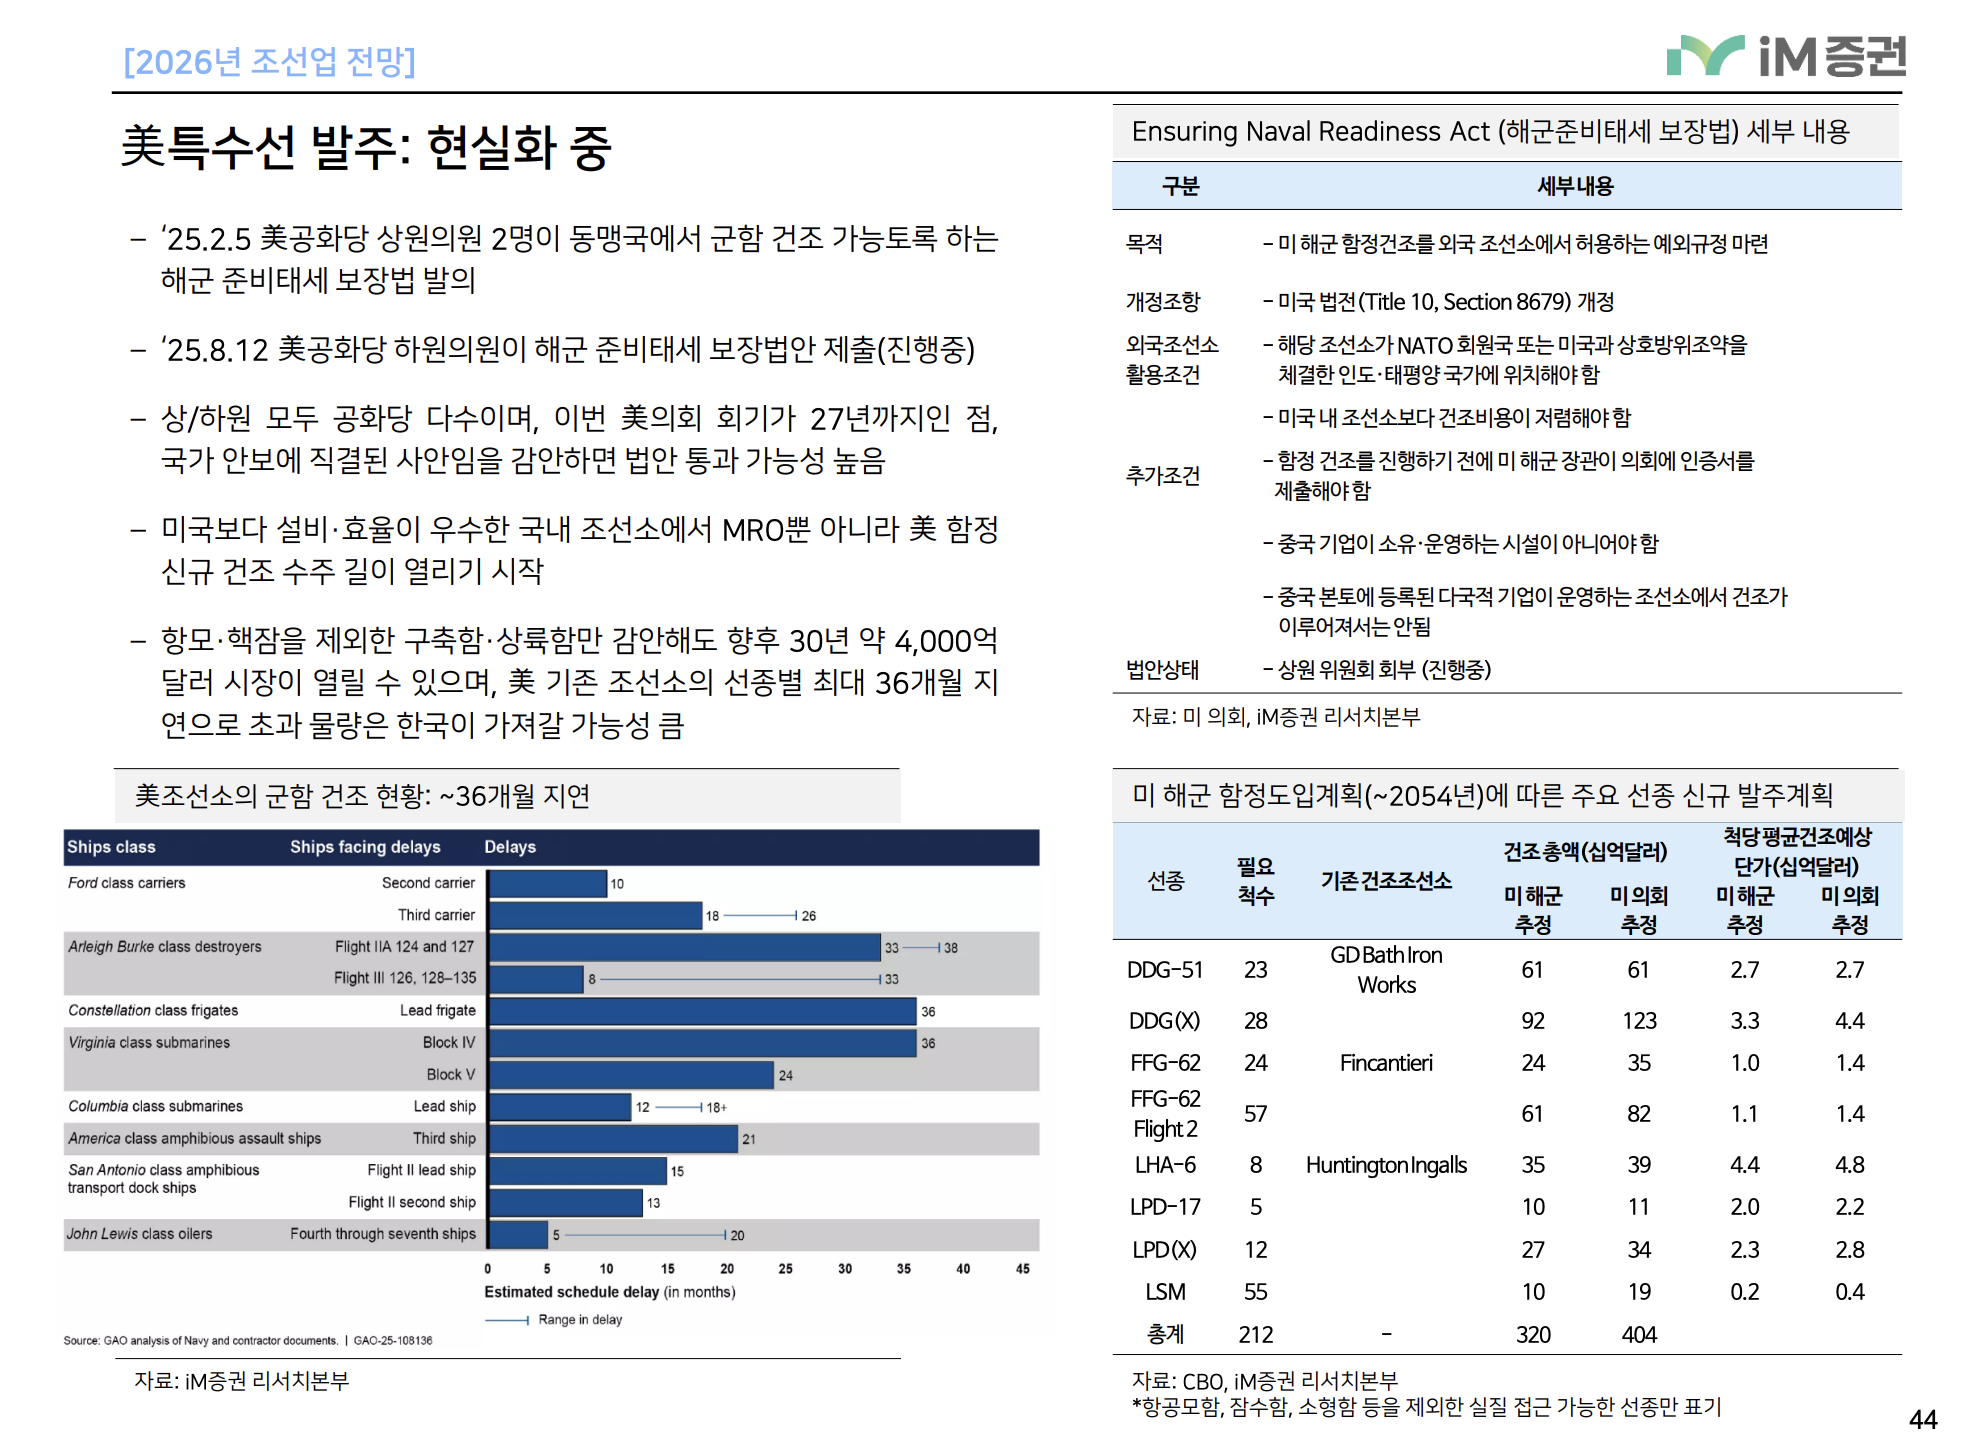 [2026년 조선업 전망]
iM증권
美특수선 발주: 현실화 중
– ‘25.2.5 美공화당 상원의원 2명이 동맹국에서 군함 건조 가능토록 하는
해군 준비태세 보장법 발의
– ‘25.8.12 美공화당 하원의원이 해군 준비태세 보장법안 제출(진행중)
– 상/하원 모두 공화당 다수이며, 이번 美의회 회기가 27년까지인 점,
국가 안보에 직결된 사안임을 감안하면 법안 통과 가능성 높음
– 미국보다 설비·효율이 우수한 국내 조선소에서 MRO뿐 아니라 美 함정
신규 건조 수주 길이 열리기 시작
– 항모·핵잠을 제외한 구축함·상륙함만 감안해도 향후 30년 약 4,000억
달러 시장이 열릴 수 있으며, 美 기존 조선소의 선종별 최대 36개월 지
연으로 초과 물량은 한국이 가져갈 가능성 큼
Ensuring Naval Readiness Act (해군준비태세 보장법) 세부 내용
구분 세부내용
목적 – 미 해군 함정건조를 외국 조선소에서 허용하는 예외규정 마련
개정조항 – 미국 법전(Title 10, Section 8679) 개정
외국조선소 – 해당 조선소가 NATO 회원국 또는 미국과 상호방위조약을
활용조건 체결한 인도·태평양 국가에 위치해야 함
– 미국 내 조선소보다 건조비용이 저렴해야 함
추가조건 – 함정 건조를 진행하기 전에 미 해군 장관이 의회에 인증서를
제출해야 함
– 중국 기업이 소유·운영하는 시설이 아니어야 함
– 중국 본토에 등록된 다국적 기업이 운영하는 조선소에서 건조가
이루어져서는 안됨
법안상태 – 상원 위원회 회부 (진행중)
자료: 미 의회, iM증권 리서치본부
美조선소의 군함 건조 현황: ~36개월 지연
Ships class Ships facing delays Delays
Ford class carriers Second carrier 10
Third carrier 18 26
Arleigh Burke class destroyers Flight IIA 124 and 127 33 38
Flight III 126, 128–135 8 33
Constellation class frigates Lead frigate 36
Virginia class submarines Block IV 36
Block V 24
Columbia class submarines Lead ship 12 18+
America class amphibious assault ships Third ship 21
San Antonio class amphibious Flight II lead ship 15
transport dock ships
Flight II second ship 13
John Lewis class oilers Fourth through seventh ships 5 20
0 5 10 15 20 25 30 35 40 45
Estimated schedule delay (in months)
Range in delay
Source: GAO analysis of Navy and contractor documents. | GAO-25-108136
자료: iM증권 리서치본부
미 해군 함정도입계획(~2054년)에 따른 주요 선종 신규 발주계획
선종 필요 척수 기존 건조조선소 건조 총액(십억달러) 척당 평균건조예상
단가(십억달러)
미 해군 추정 미 의회 추정 미 해군 추정 미 의회 추정
DDG-51 23 GD Bath Iron Works 61 61 2.7 2.7
DDG(X) 28 92 123 3.3 4.4
FFG-62 24 Fincantieri 24 35 1.0 1.4
FFG-62 Flight 2 57 61 82 1.1 1.4
LHA-6 8 Huntington Ingalls 35 39 4.4 4.8
LPD-17 5 10 11 2.0 2.2
LPD(X) 12 27 34 2.3 2.8
LSM 55 10 19 0.2 0.4
총계 212 – 320 404
자료: CBO, iM증권 리서치본부
*항공모함, 잠수함, 소형함 등을 제외한 실질 접근 가능한 선종만 표기
44